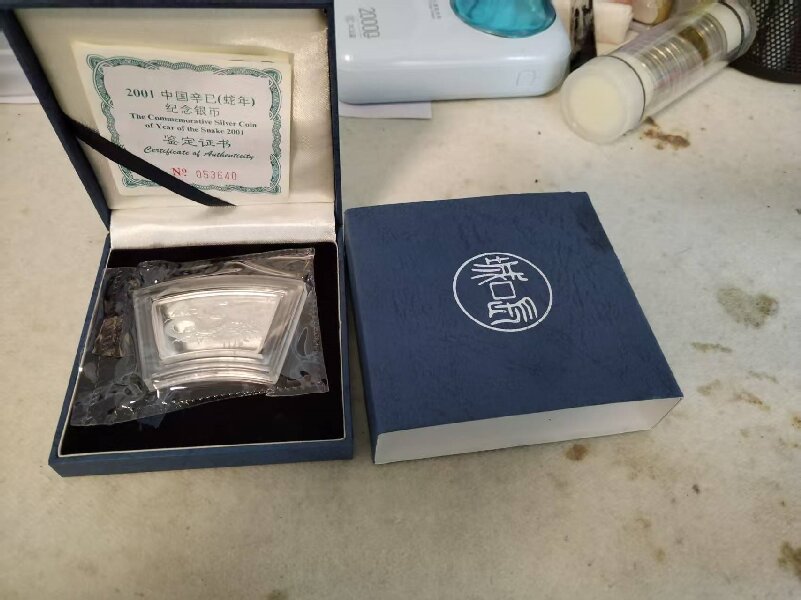 2001 中国辛巳(蛇年)
纪念银币
The Commemorative Silver Coin
of Year of the Snake 2001
鉴定证书
Certificate of Authenticity
Nº 053640
20000